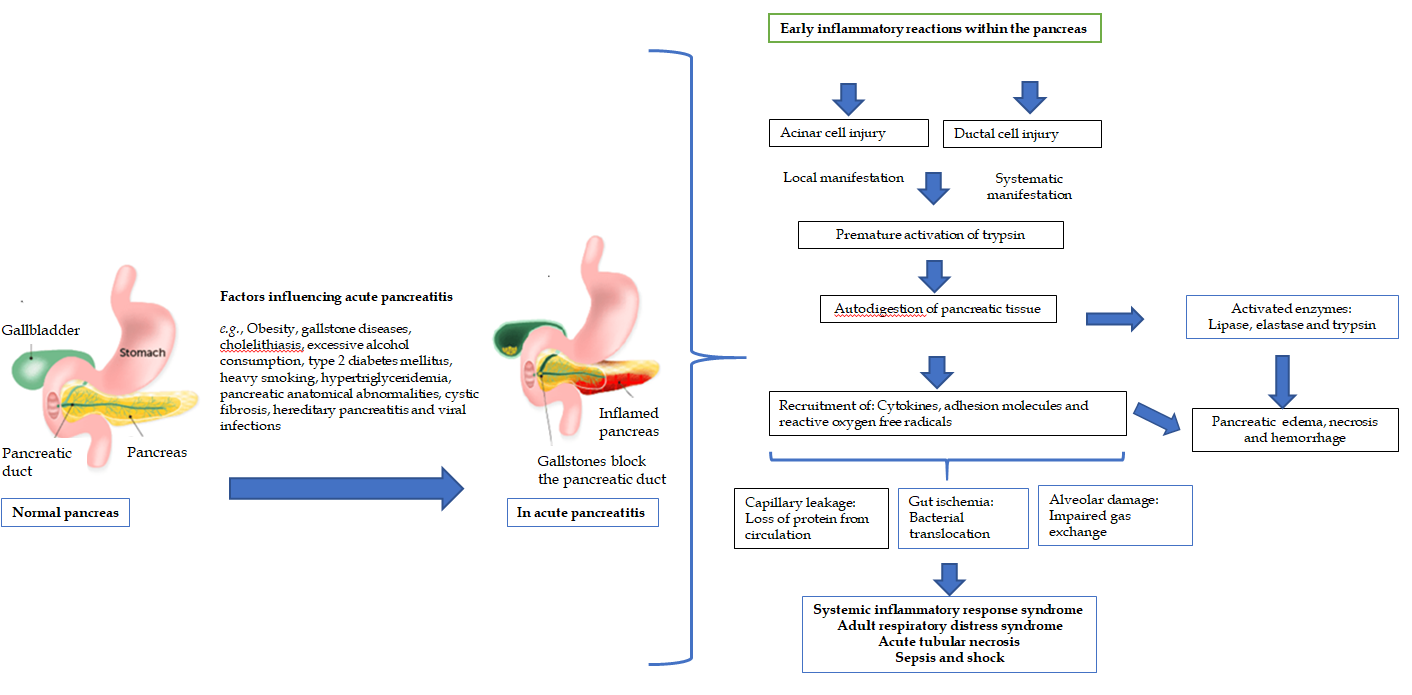 Gallbladder
Stomach
Pancreatic
duct
Pancreas
Normal pancreas
Factors influencing acute pancreatitis
e.g., Obesity, gallstone diseases,
cholelithiasis, excessive alcohol
consumption, type 2 diabetes mellitus,
heavy smoking, hypertriglyceridemia,
pancreatic anatomical abnormalities, cystic
fibrosis, hereditary pancreatitis and viral
infections
Inflamed
pancreas
Gallstones block
the pancreatic duct
In acute pancreatitis
Early inflammatory reactions within the pancreas
Acinar cell injury
Ductal cell injury
Local manifestation
Systematic
manifestation
Premature activation of trypsin
Autodigestion of pancreatic tissue
Activated enzymes:
Lipase, elastase and trypsin
Recruitment of: Cytokines, adhesion molecules and
reactive oxygen free radicals
Pancreatic edema, necrosis
and hemorrhage
Capillary leakage:
Loss of protein from
circulation
Gut ischemia:
Bacterial
translocation
Alveolar damage:
Impaired gas
exchange
Systemic inflammatory response syndrome
Adult respiratory distress syndrome
Acute tubular necrosis
Sepsis and shock